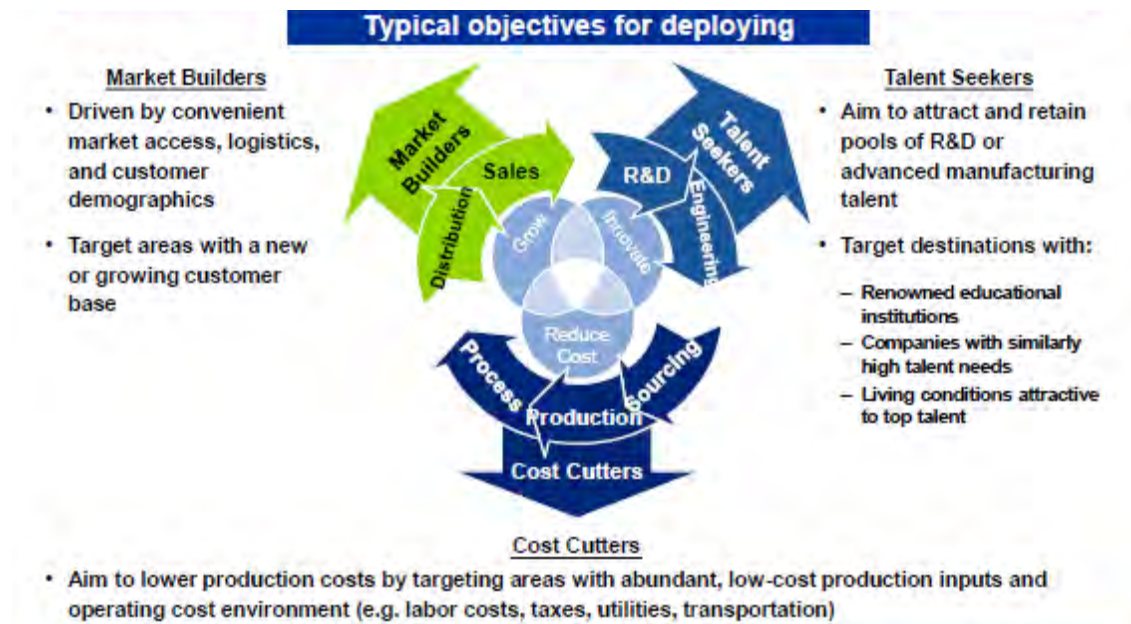 Typical objectives for deploying
Market Builders
• Driven by convenient
market access, logistics,
and customer
demographics
• Target areas with a new
or growing customer
base
Market
Builders
Sales
Distribution
Grow
Talent
Seekers
R&D
Engineering
Innovate
Reduce
Cost
Process
Production
Sourcing
Cost Cutters
Talent Seekers
• Aim to attract and retain
pools of R&D or
advanced manufacturing
talent
• Target destinations with:
– Renowned educational
institutions
– Companies with similarly
high talent needs
– Living conditions attractive
to top talent
Cost Cutters
• Aim to lower production costs by targeting areas with abundant, low-cost production inputs and
operating cost environment (e.g. labor costs, taxes, utilities, transportation)